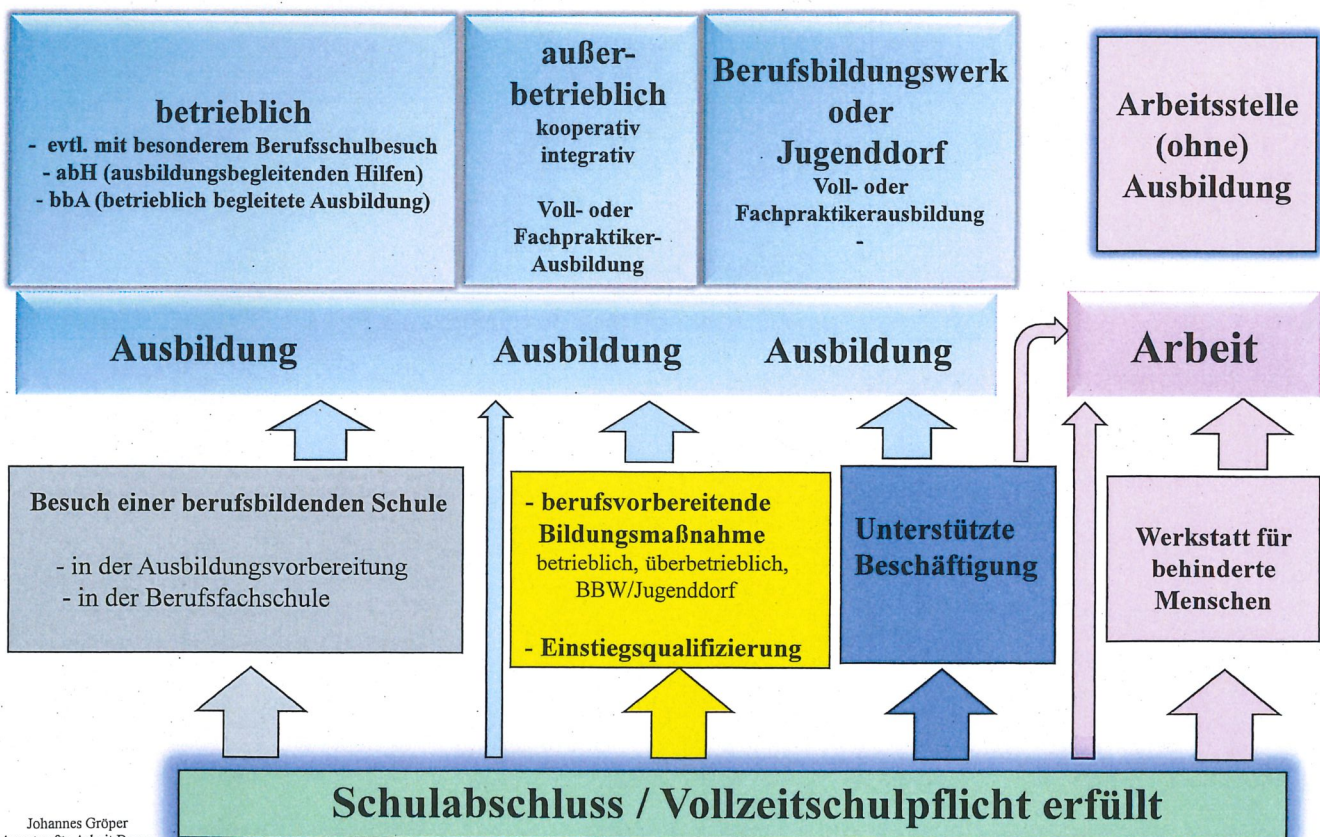 betrieblich
- evtl. mit besonderem Berufsschulbesuch
- abH (ausbildungsbegleitenden Hilfen)
- bbA (betrieblich begleitete Ausbildung)
außer-
betrieblich
kooperativ
integrativ
Voll- oder
Fachpraktiker-
Ausbildung
Berufsbildungswerk
oder
Jugenddorf
Voll- oder
Fachpraktikerausbildung
-
Arbeitsstelle
(ohne)
Ausbildung
Ausbildung
Ausbildung
Ausbildung
Arbeit
Besuch einer berufsbildenden Schule
- in der Ausbildungsvorbereitung
- in der Berufsfachschule
- berufsvorbereitende
Bildungsmaßnahme
betrieblich, überbetrieblich,
BBW/Jugenddorf
- Einstiegsqualifizierung
Unterstützte
Beschäftigung
Werkstatt für
behinderte
Menschen
Schulabschluss / Vollzeitschulpflicht erfüllt
Johannes Gröper